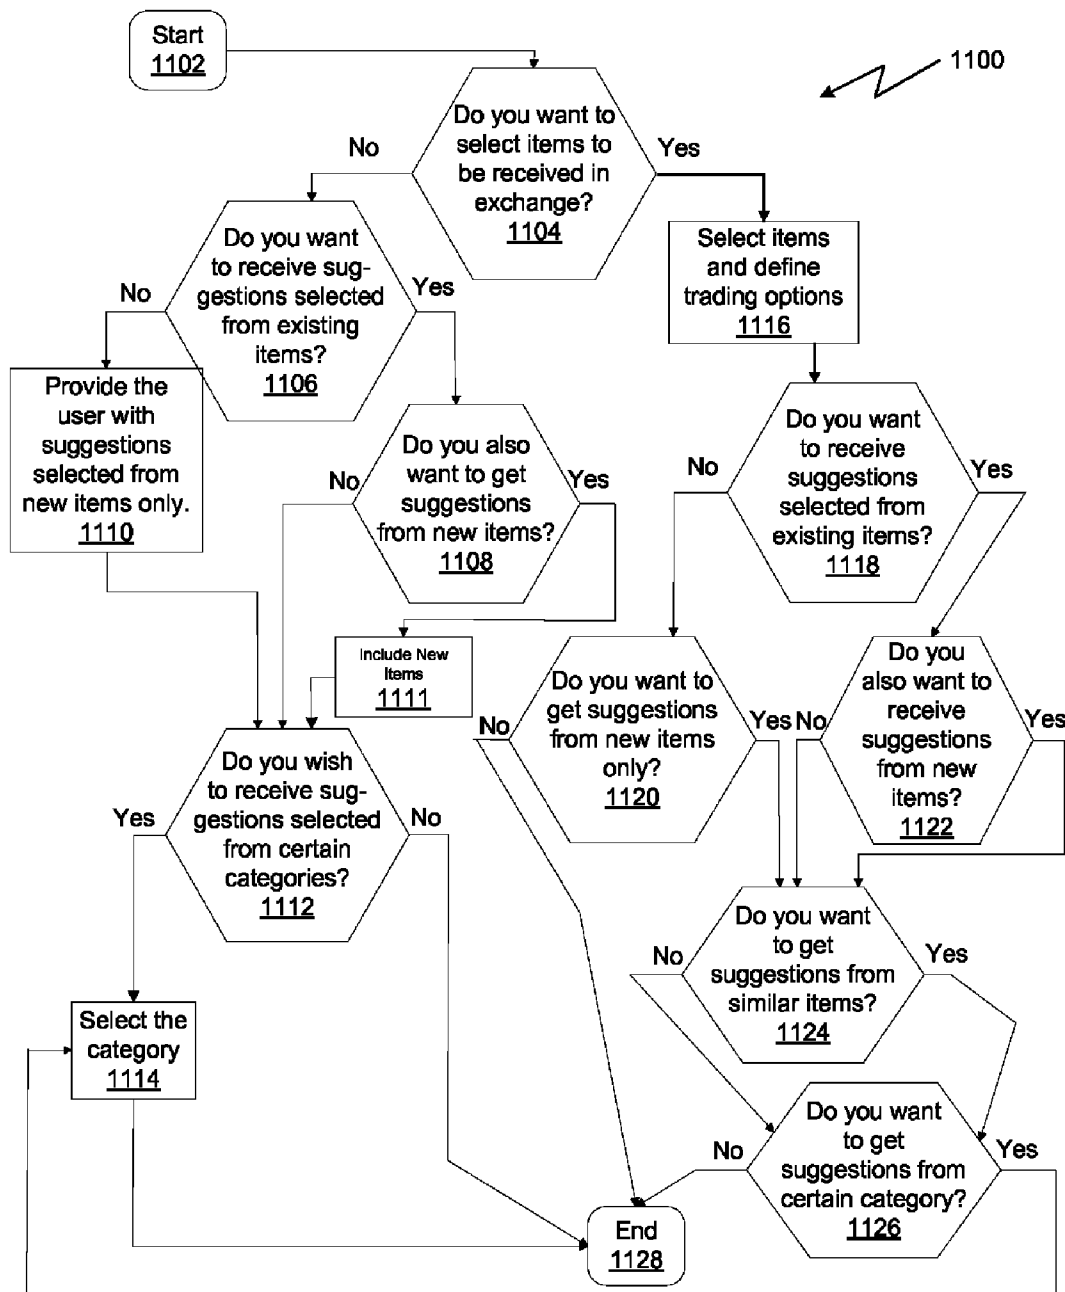 Start
1102
1100
Do you want to
select items to
be received in
exchange?
1104
No
Yes
Do you want
to receive sug-
gestions selected
from existing
items?
1106
No
Yes
Select items
and define
trading options
1116
Provide the
user with
suggestions
selected from
new items only.
1110
Do you also
want to get
suggestions
from new items?
1108
No
Yes
Do you want
to receive
suggestions
selected from
existing items?
1118
No
Yes
Include New
Items
1111
Do you want to
get suggestions
from new items
only?
1120
No
Yes
Do you
also want to
receive
suggestions
from new
items?
1122
No
Yes
Do you wish
to receive sug-
gestions selected
from certain
categories?
1112
Yes
No
Do you want
to get
suggestions from
similar items?
1124
No
Yes
Select the
category
1114
Do you want
to get
suggestions from
certain category?
1126
No
Yes
End
1128